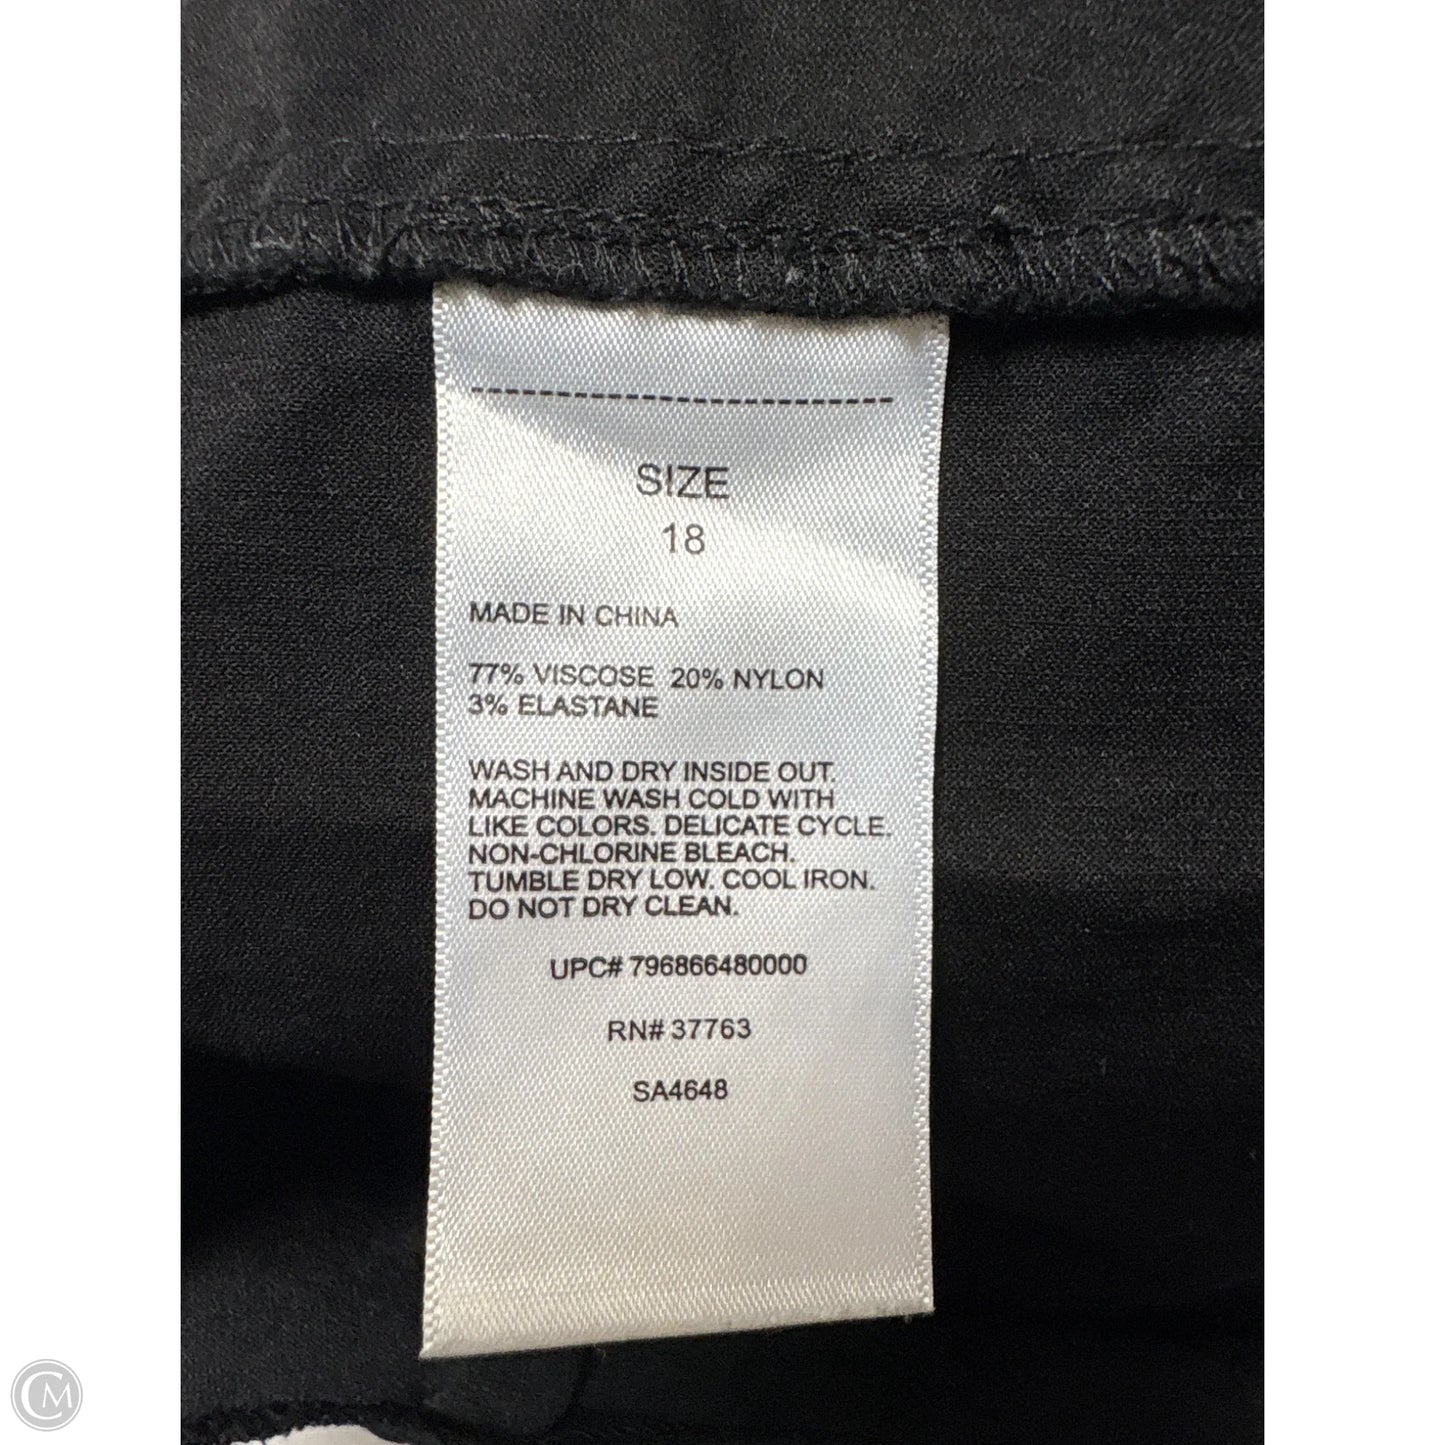 SIZE
18
MADE IN CHINA
77% VISCOSE 20% NYLON
3% ELASTANE
WASH AND DRY INSIDE OUT.
MACHINE WASH COLD WITH
LIKE COLORS. DELICATE CYCLE.
NON-CHLORINE BLEACH.
TUMBLE DRY LOW. COOL IRON.
DO NOT DRY CLEAN.
UPC# 796866480000
RN# 37763
SA4648
CM